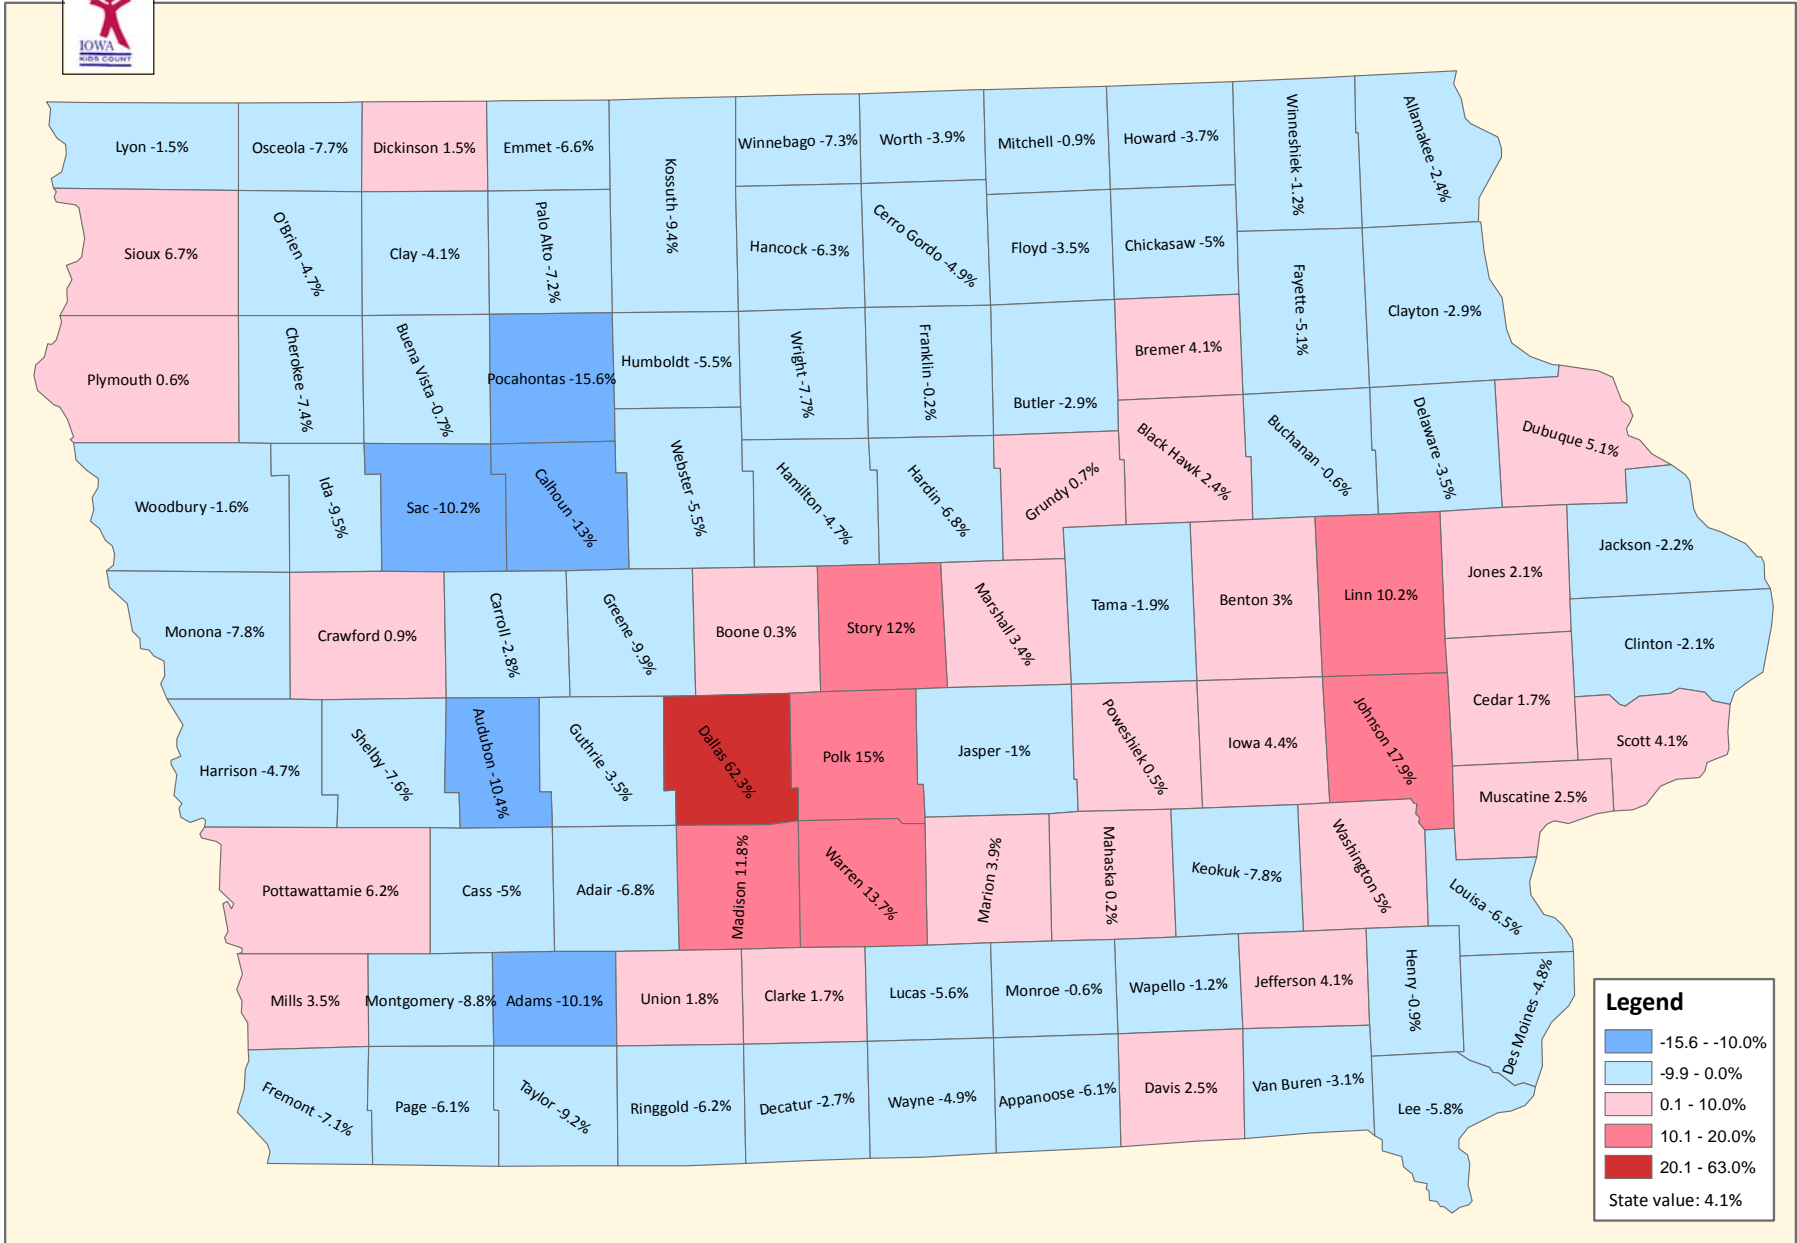 IOWA
KIDS COUNT
Lyon -1.5%
Osceola -7.7%
Dickinson 1.5%
Emmet -6.6%
Kossuth -9.4%
Winnebago -7.3%
Worth -3.9%
Mitchell -0.9%
Howard -3.7%
Winneshiek -1.2%
Allamakee -2.4%
Sioux 6.7%
O'Brien -4.7%
Clay -4.1%
Palo Alto -7.2%
Hancock -6.3%
Cerro Gordo -4.9%
Floyd -3.5%
Chickasaw -5%
Fayette -5.1%
Clayton -2.9%
Plymouth 0.6%
Cherokee -7.4%
Buena Vista -0.7%
Pocahontas -15.6%
Humboldt -5.5%
Wright -7.7%
Franklin -0.2%
Butler -2.9%
Bremer 4.1%
Woodbury -1.6%
Ida -9.5%
Sac -10.2%
Calhoun -13%
Webster -5.5%
Hamilton -4.7%
Hardin -6.8%
Grundy 0.7%
Black Hawk 2.4%
Buchanan -0.6%
Delaware -3.5%
Dubuque 5.1%
Monona -7.8%
Crawford 0.9%
Carroll -2.8%
Greene -9.9%
Boone 0.3%
Story 12%
Marshall 3.4%
Tama -1.9%
Benton 3%
Linn 10.2%
Jones 2.1%
Jackson -2.2%
Clinton -2.1%
Harrison -4.7%
Shelby -7.6%
Audubon -10.4%
Guthrie -3.5%
Dallas 62.3%
Polk 15%
Jasper -1%
Poweshiek 0.5%
Iowa 4.4%
Johnson 17.9%
Cedar 1.7%
Scott 4.1%
Muscatine 2.5%
Pottawattamie 6.2%
Cass -5%
Adair -6.8%
Madison 11.8%
Warren 13.7%
Marion 3.9%
Mahaska 0.2%
Keokuk -7.8%
Washington 5%
Louisa -6.5%
Mills 3.5%
Montgomery -8.8%
Adams -10.1%
Union 1.8%
Clarke 1.7%
Lucas -5.6%
Monroe -0.6%
Wapello -1.2%
Jefferson 4.1%
Henry -0.9%
Des Moines -4.8%
Fremont -7.1%
Page -6.1%
Taylor -9.2%
Ringgold -6.2%
Decatur -2.7%
Wayne -4.9%
Appanoose -6.1%
Davis 2.5%
Van Buren -3.1%
Lee -5.8%
Legend
-15.6 - -10.0%
-9.9 - 0.0%
0.1 - 10.0%
10.1 - 20.0%
20.1 - 63.0%
State value: 4.1%